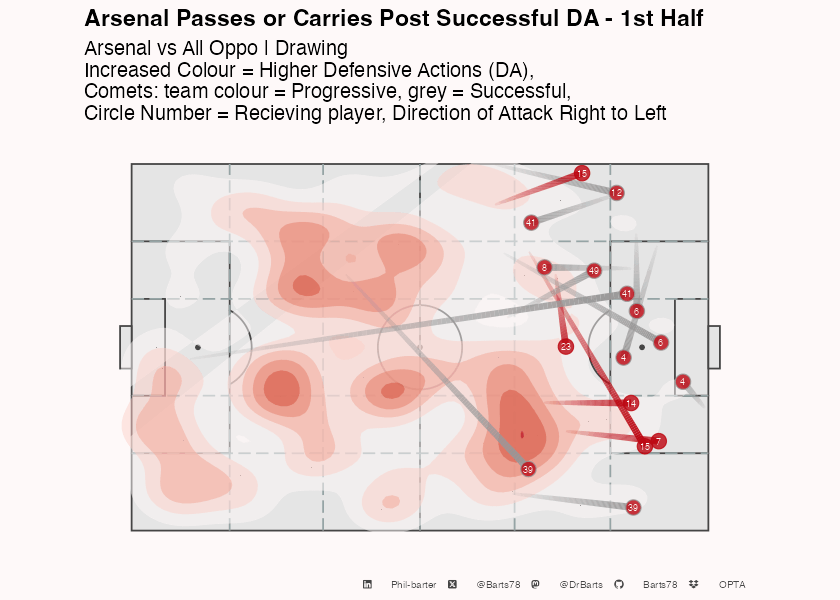 Arsenal Passes or Carries Post Successful DA - 1st Half
Arsenal vs All Oppo | Drawing
Increased Colour = Higher Defensive Actions (DA),
Comets: team colour = Progressive, grey = Successful,
Circle Number = Recieving player, Direction of Attack Right to Left
15
12
41
8
49
41
6
23
6
4
4
14
7
15
39
39
Phil-barter @Barts78 @DrBarts Barts78 OPTA